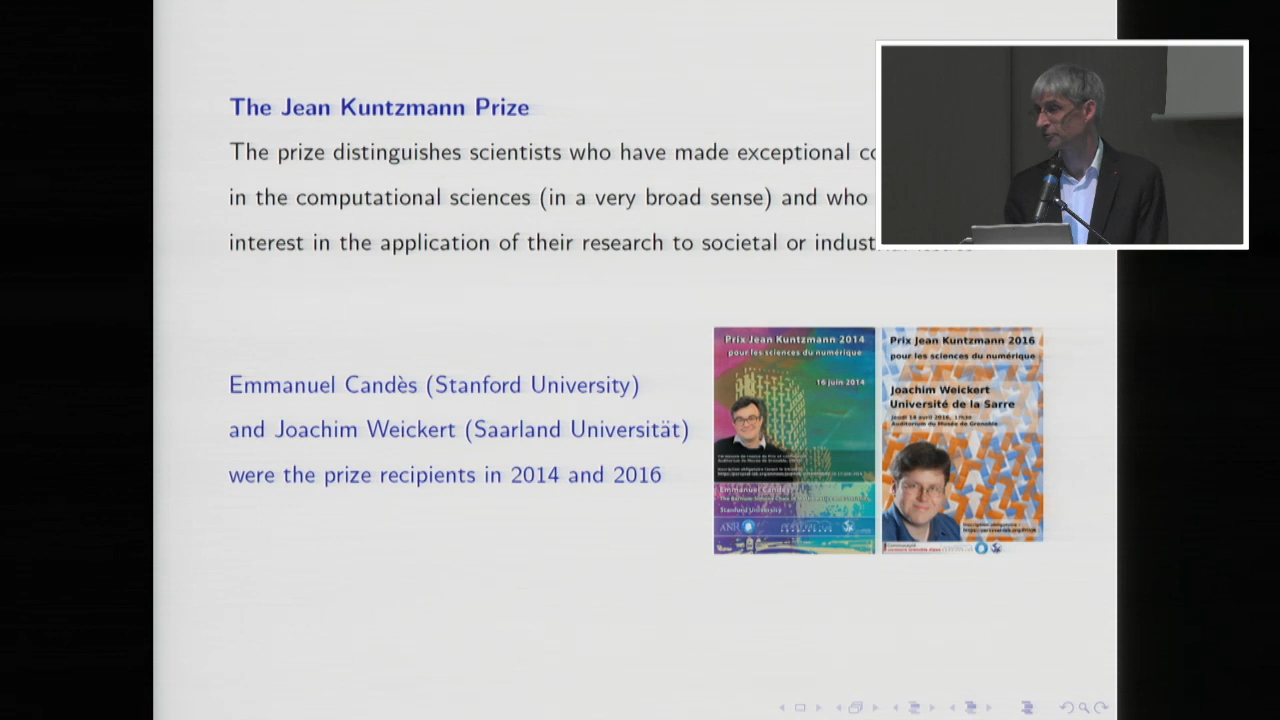 The Jean Kuntzmann Prize
The prize distinguishes scientists who have made exceptional
in the computational sciences (in a very broad sense) and who
interest in the application of their research to societal or
Emmanuel Candès (Stanford University)
and Joachim Weickert (Saarland Universität)
were the prize recipients in 2014 and 2016
Prix Jean Kuntzmann 2014
pour les sciences du numérique
16 juin 2014
Emmanuel Candès
Stanford University
Prix Jean Kuntzmann 2016
pour les sciences du numérique
Joachim Weickert
Université de la Sarre
Auditorium du Musée de Grenoble